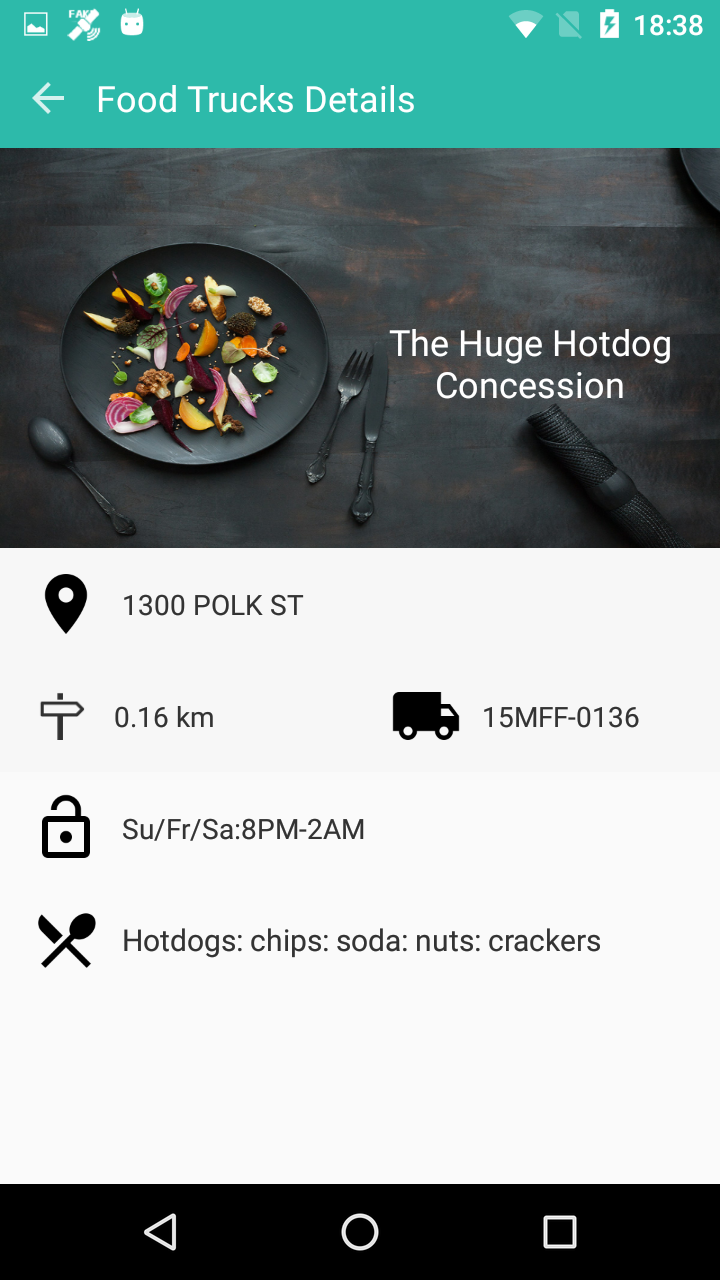 FAKE
18:38
Food Trucks Details
The Huge Hotdog
Concession
1300 POLK ST
0.16 km
15MFF-0136
Su/Fr/Sa:8PM-2AM
Hotdogs: chips: soda: nuts: crackers